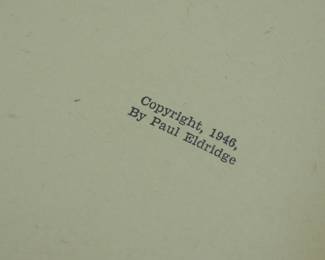 Copyright, 1946,
By Paul Eldridge